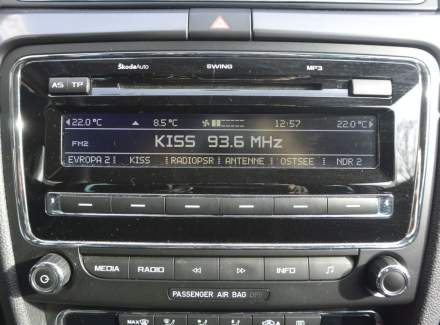 ŠkodaAuto SWING MP3
AS TP
22.0 °C 8.5°C 12:57 22.0 °C
FM2 KISS 93.6 MHz
EVROPA 2 KISS RADIOPSR ANTENNE OSTSEE NDR 2
MEDIA RADIO INFO
PASSENGER AIR BAG OFF
MAX